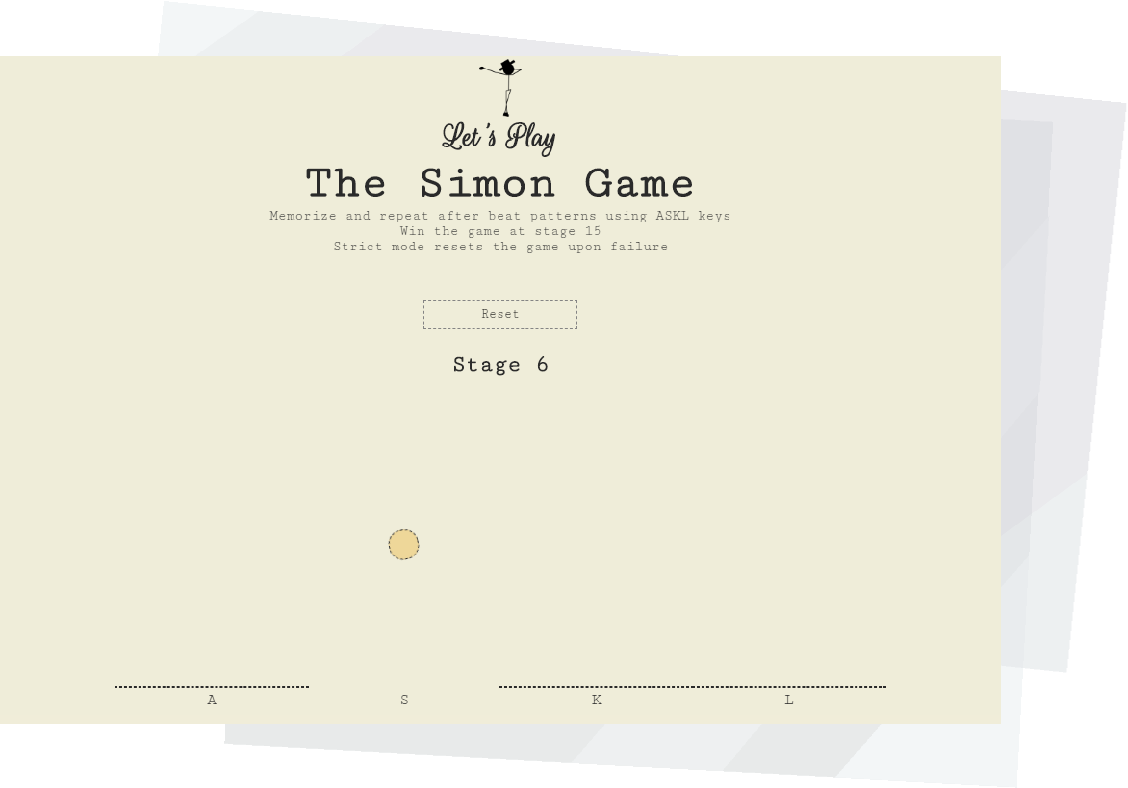 Let's Play
The Simon Game
Memorize and repeat after beat patterns using ASKL keys
Win the game at stage 15
Strict mode resets the game upon failure
Reset
Stage 6
A S K L